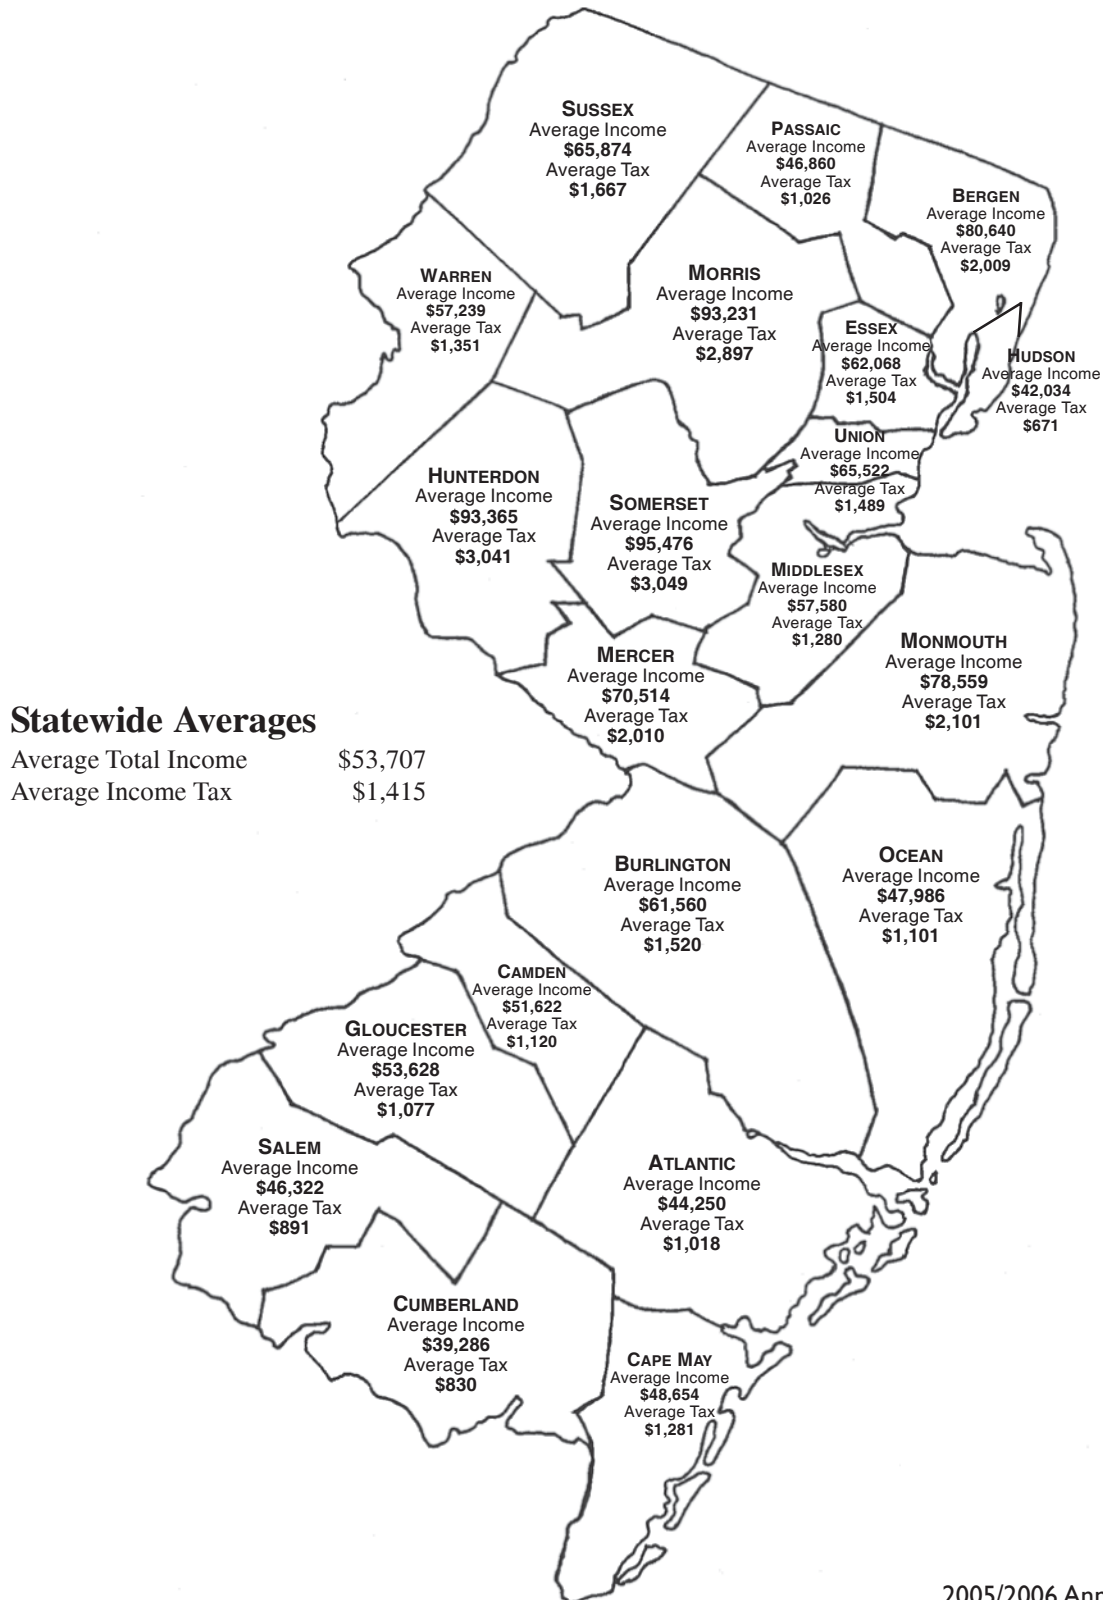 SUSSEX
Average Income
$65,874
Average Tax
$1,667
PASSAIC
Average Income
$46,860
Average Tax
$1,026
BERGEN
Average Income
$80,640
Average Tax
$2,009
WARREN
Average Income
$57,239
Average Tax
$1,351
MORRIS
Average Income
$93,231
Average Tax
$2,897
ESSEX
Average Income
$62,068
Average Tax
$1,504
HUDSON
Average Income
$42,034
Average Tax
$671
UNION
Average Income
$65,522
Average Tax
$1,489
HUNTERDON
Average Income
$93,365
Average Tax
$3,041
SOMERSET
Average Income
$95,476
Average Tax
$3,049
MIDDLESEX
Average Income
$57,580
Average Tax
$1,280
MERCER
Average Income
$70,514
Average Tax
$2,010
MONMOUTH
Average Income
$78,559
Average Tax
$2,101
Statewide Averages
Average Total Income $53,707
Average Income Tax $1,415
BURLINGTON
Average Income
$61,560
Average Tax
$1,520
OCEAN
Average Income
$47,986
Average Tax
$1,101
CAMDEN
Average Income
$51,622
Average Tax
$1,120
GLOUCESTER
Average Income
$53,628
Average Tax
$1,077
SALEM
Average Income
$46,322
Average Tax
$891
ATLANTIC
Average Income
$44,250
Average Tax
$1,018
CUMBERLAND
Average Income
$39,286
Average Tax
$830
CAPE MAY
Average Income
$48,654
Average Tax
$1,281
2005/2006 Ann